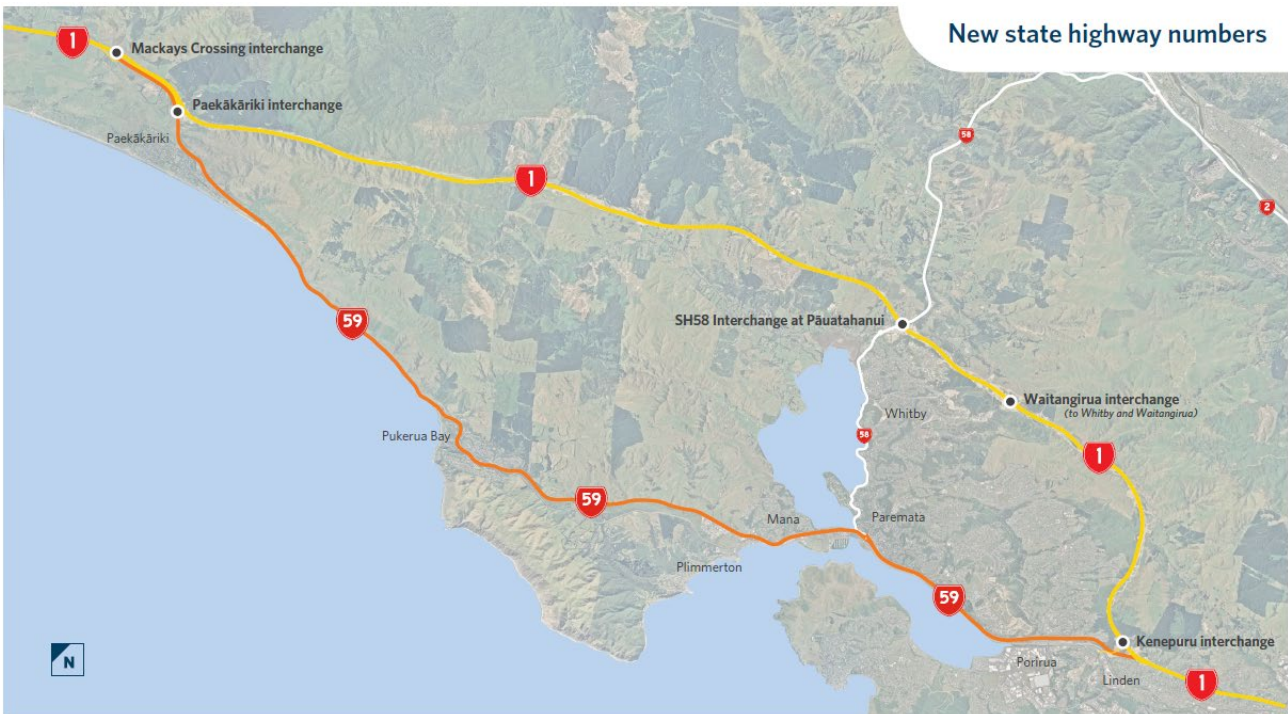 New state highway numbers
1
Mackays Crossing interchange
Paekākāriki interchange
Paekākāriki
58
1
2
59
SH58 Interchange at Pāuatahanui
Waitangirua interchange
(to Whitby and Waitangirua)
Whitby
Pukerua Bay
58
1
59
Mana
Paremata
Plimmerton
59
Kenepuru interchange
N
Porirua
Linden
1